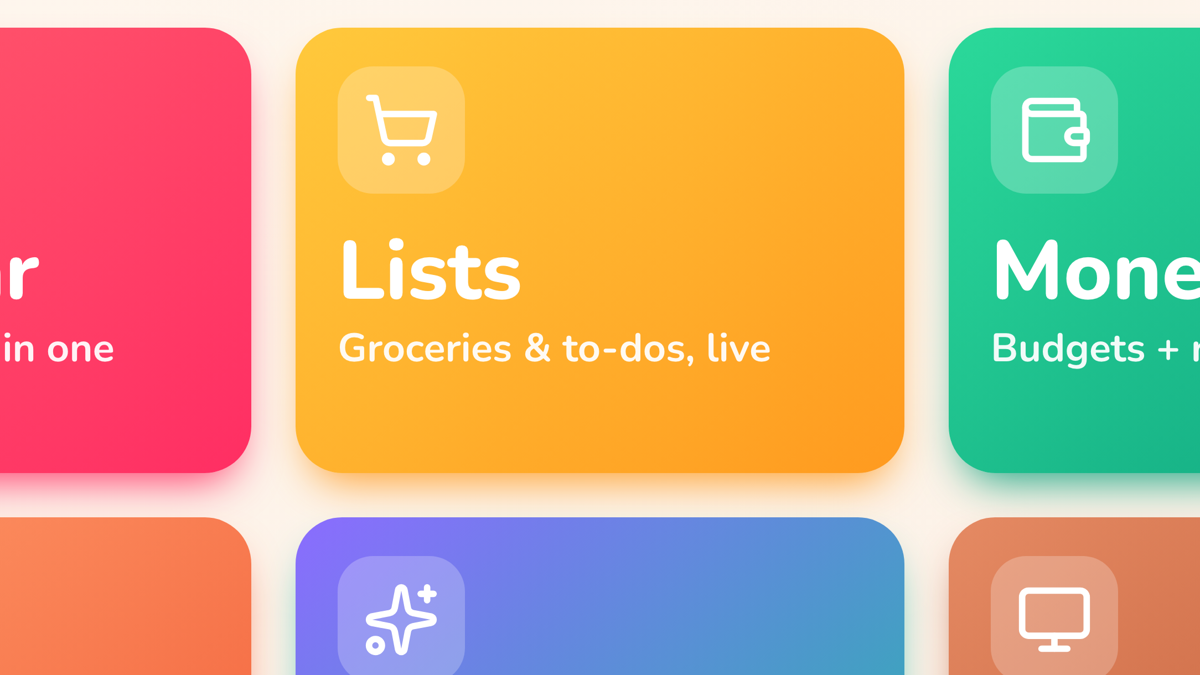 Lists
Groceries & to-dos, live
in one
Budgets +